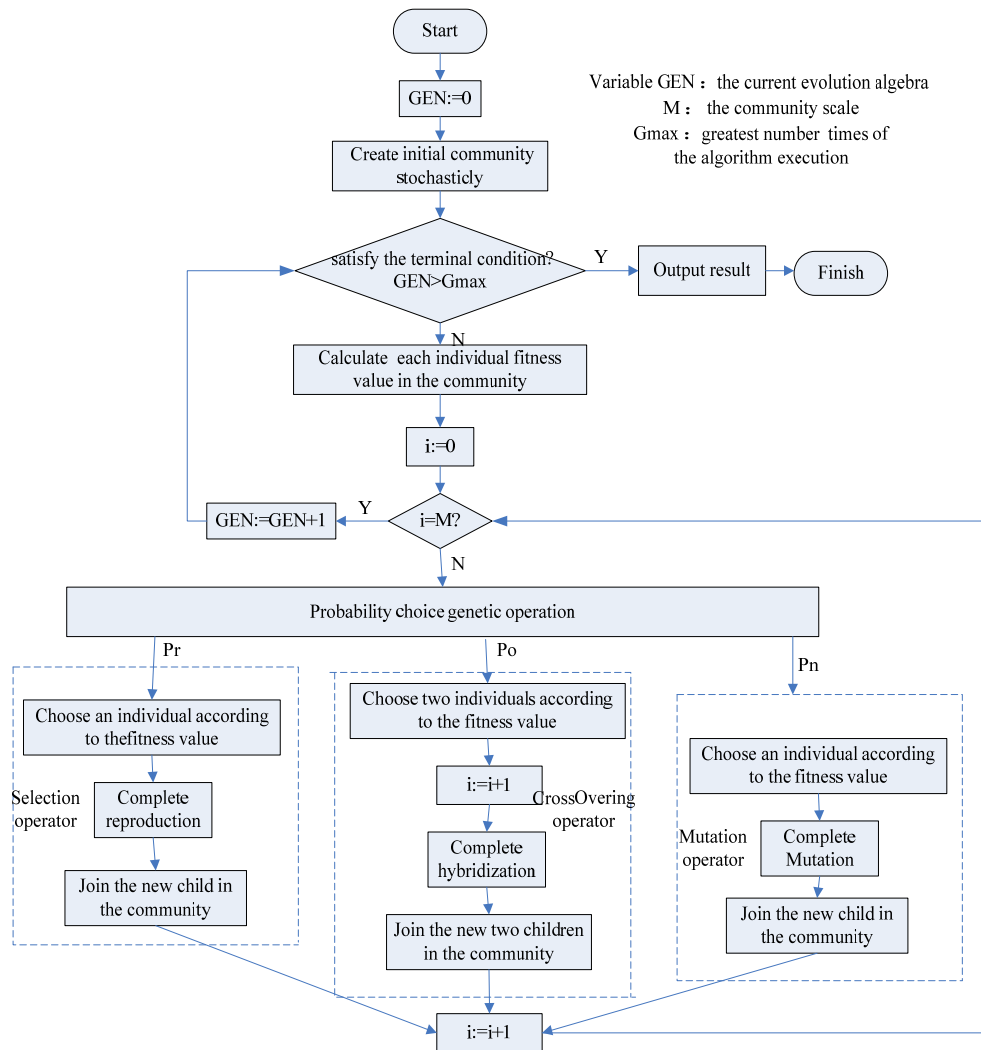 Start
GEN:=0
Variable GEN： the current evolution algebra
M： the community scale
Gmax： greatest number times of
the algorithm execution
Create initial community
stochasticly
satisfy the terminal condition?
GEN>Gmax
Y
Output result
Finish
N
Calculate each individual fitness
value in the community
i:=0
GEN:=GEN+1
Y
i=M?
N
Probability choice genetic operation
Pr
Po
Pn
Choose an individual according
to thefitness value
Selection
operator
Complete
reproduction
Join the new child in
the community
Choose two individuals according
to the fitness value
i:=i+1
CrossOvering
operator
Complete
hybridization
Join the new two children
in the community
Choose an individual according
to the fitness value
Mutation
operator
Complete
Mutation
Join the new child in
the community
i:=i+1